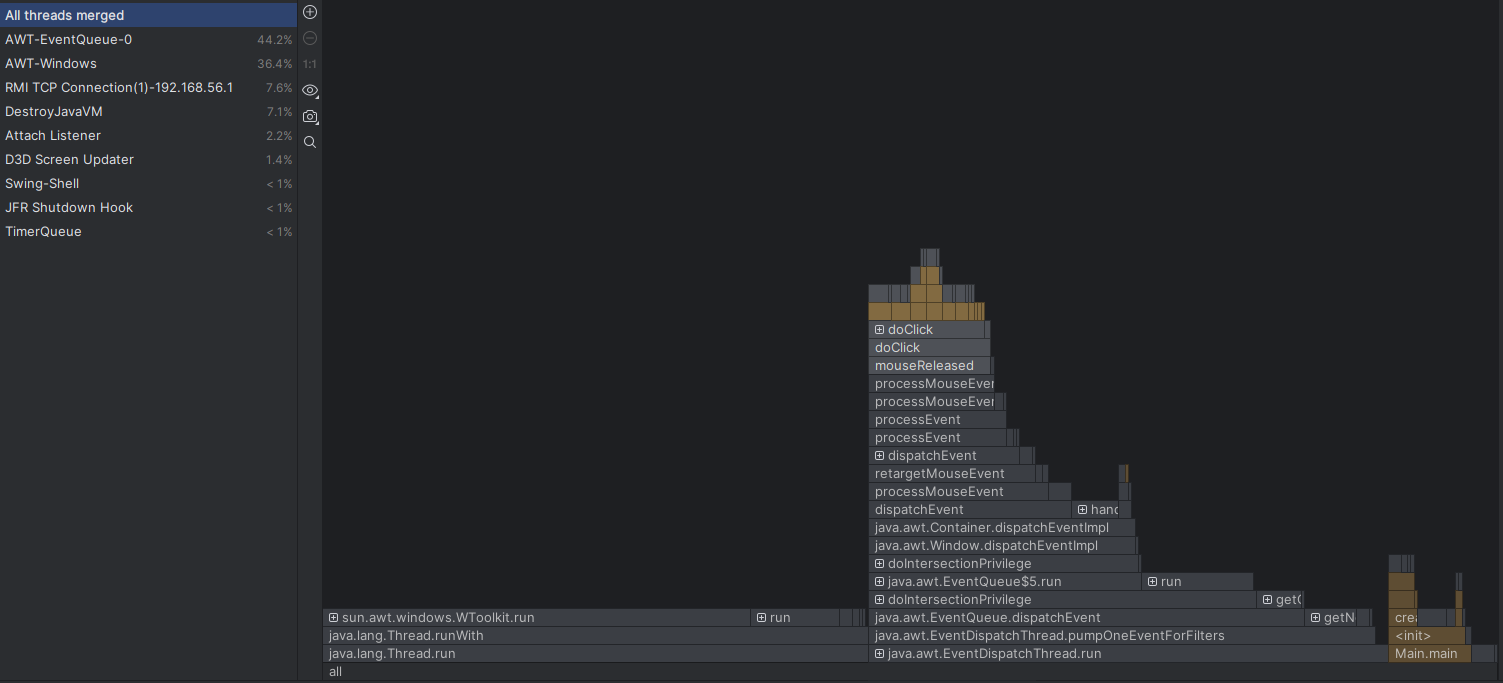 All threads merged
AWT-EventQueue-0 44.2%
AWT-Windows 36.4%
RMI TCP Connection(1)-192.168.56.1 7.6%
DestroyJavaVM 7.1%
Attach Listener 2.2%
D3D Screen Updater 1.4%
Swing-Shell < 1%
JFR Shutdown Hook < 1%
TimerQueue < 1%
1:1
doClick
doClick
mouseReleased
processMouseEver
processMouseEver
processEvent
processEvent
dispatchEvent
retargetMouseEvent
processMouseEvent
dispatchEvent hand
java.awt.Container.dispatchEventImpl
java.awt.Window.dispatchEventImpl
doIntersectionPrivilege
java.awt.EventQueue$5.run run
doIntersectionPrivilege get
sun.awt.windows.WToolkit.run run java.awt.EventQueue.dispatchEvent getN crea
java.lang.Thread.runWith java.awt.EventDispatchThread.pumpOneEventForFilters <init>
java.lang.Thread.run java.awt.EventDispatchThread.run Main.main
all